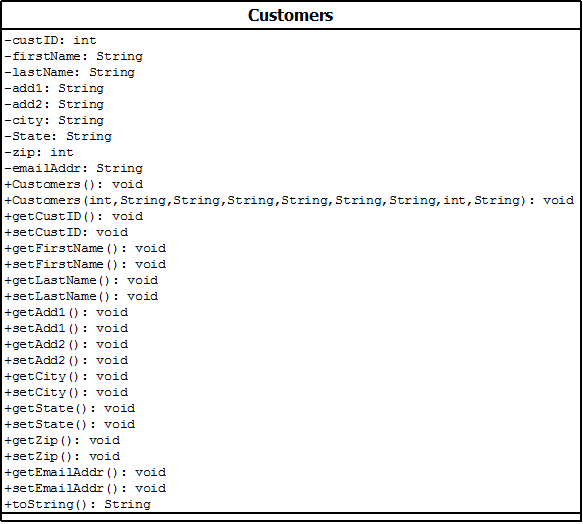 Customers
-custID: int
-firstName: String
-lastName: String
-add1: String
-add2: String
-city: String
-State: String
-zip: int
-emailAddr: String
+Customers(): void
+Customers(int,String,String,String,String,String,String,int,String): void
+getCustID(): void
+setCustID: void
+getFirstName(): void
+setFirstName(): void
+getLastName(): void
+setLastName(): void
+getAdd1(): void
+setAdd1(): void
+getAdd2(): void
+setAdd2(): void
+getCity(): void
+setCity(): void
+getState(): void
+setState(): void
+getZip(): void
+setZip(): void
+getEmailAddr(): void
+setEmailAddr(): void
+toString(): String